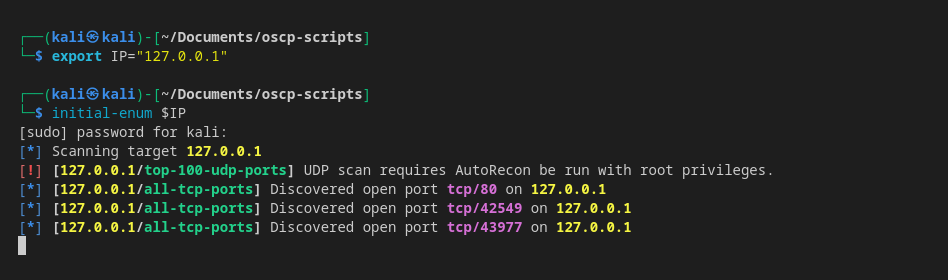 ┌──(kali㉿kali)-[~/Documents/oscp-scripts]
└─$ export IP="127.0.0.1"
┌──(kali㉿kali)-[~/Documents/oscp-scripts]
└─$ initial-enum $IP
[sudo] password for kali:
[*] Scanning target 127.0.0.1
[!] [127.0.0.1/top-100-udp-ports] UDP scan requires AutoRecon be run with root privileges.
[*] [127.0.0.1/all-tcp-ports] Discovered open port tcp/80 on 127.0.0.1
[*] [127.0.0.1/all-tcp-ports] Discovered open port tcp/42549 on 127.0.0.1
[*] [127.0.0.1/all-tcp-ports] Discovered open port tcp/43977 on 127.0.0.1